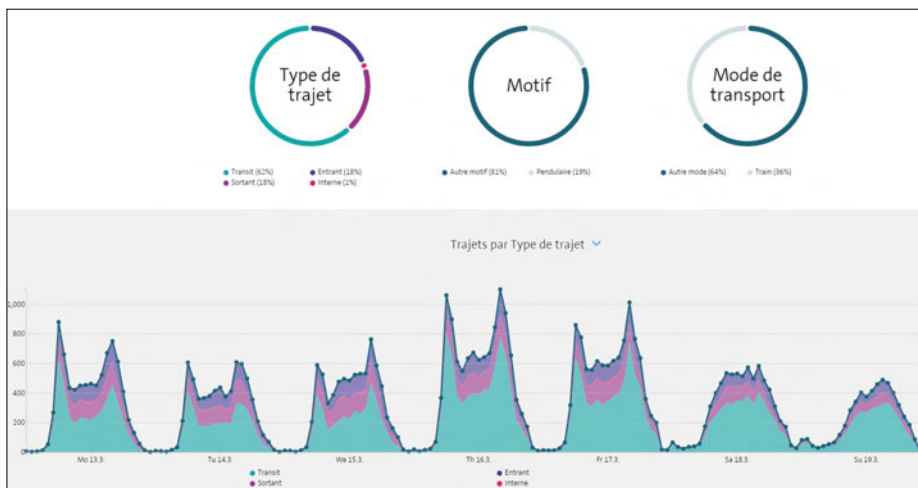 Type de
trajet
Motif
Mode de
transport
Transit (62%)
Entrant (18%)
Sortant (18%)
Interne (1%)
Autre motif (81%)
Pendulaire (19%)
Autre mode (64%)
Train (36%)
Trajets par Type de trajet
1,000
800
600
400
200
0
Mo 13.3.
Tu 14.3.
We 15.3.
Th 16.3.
Fr 17.3.
Sa 18.3.
Su 19.3.
Transit
Entrant
Sortant
Interne